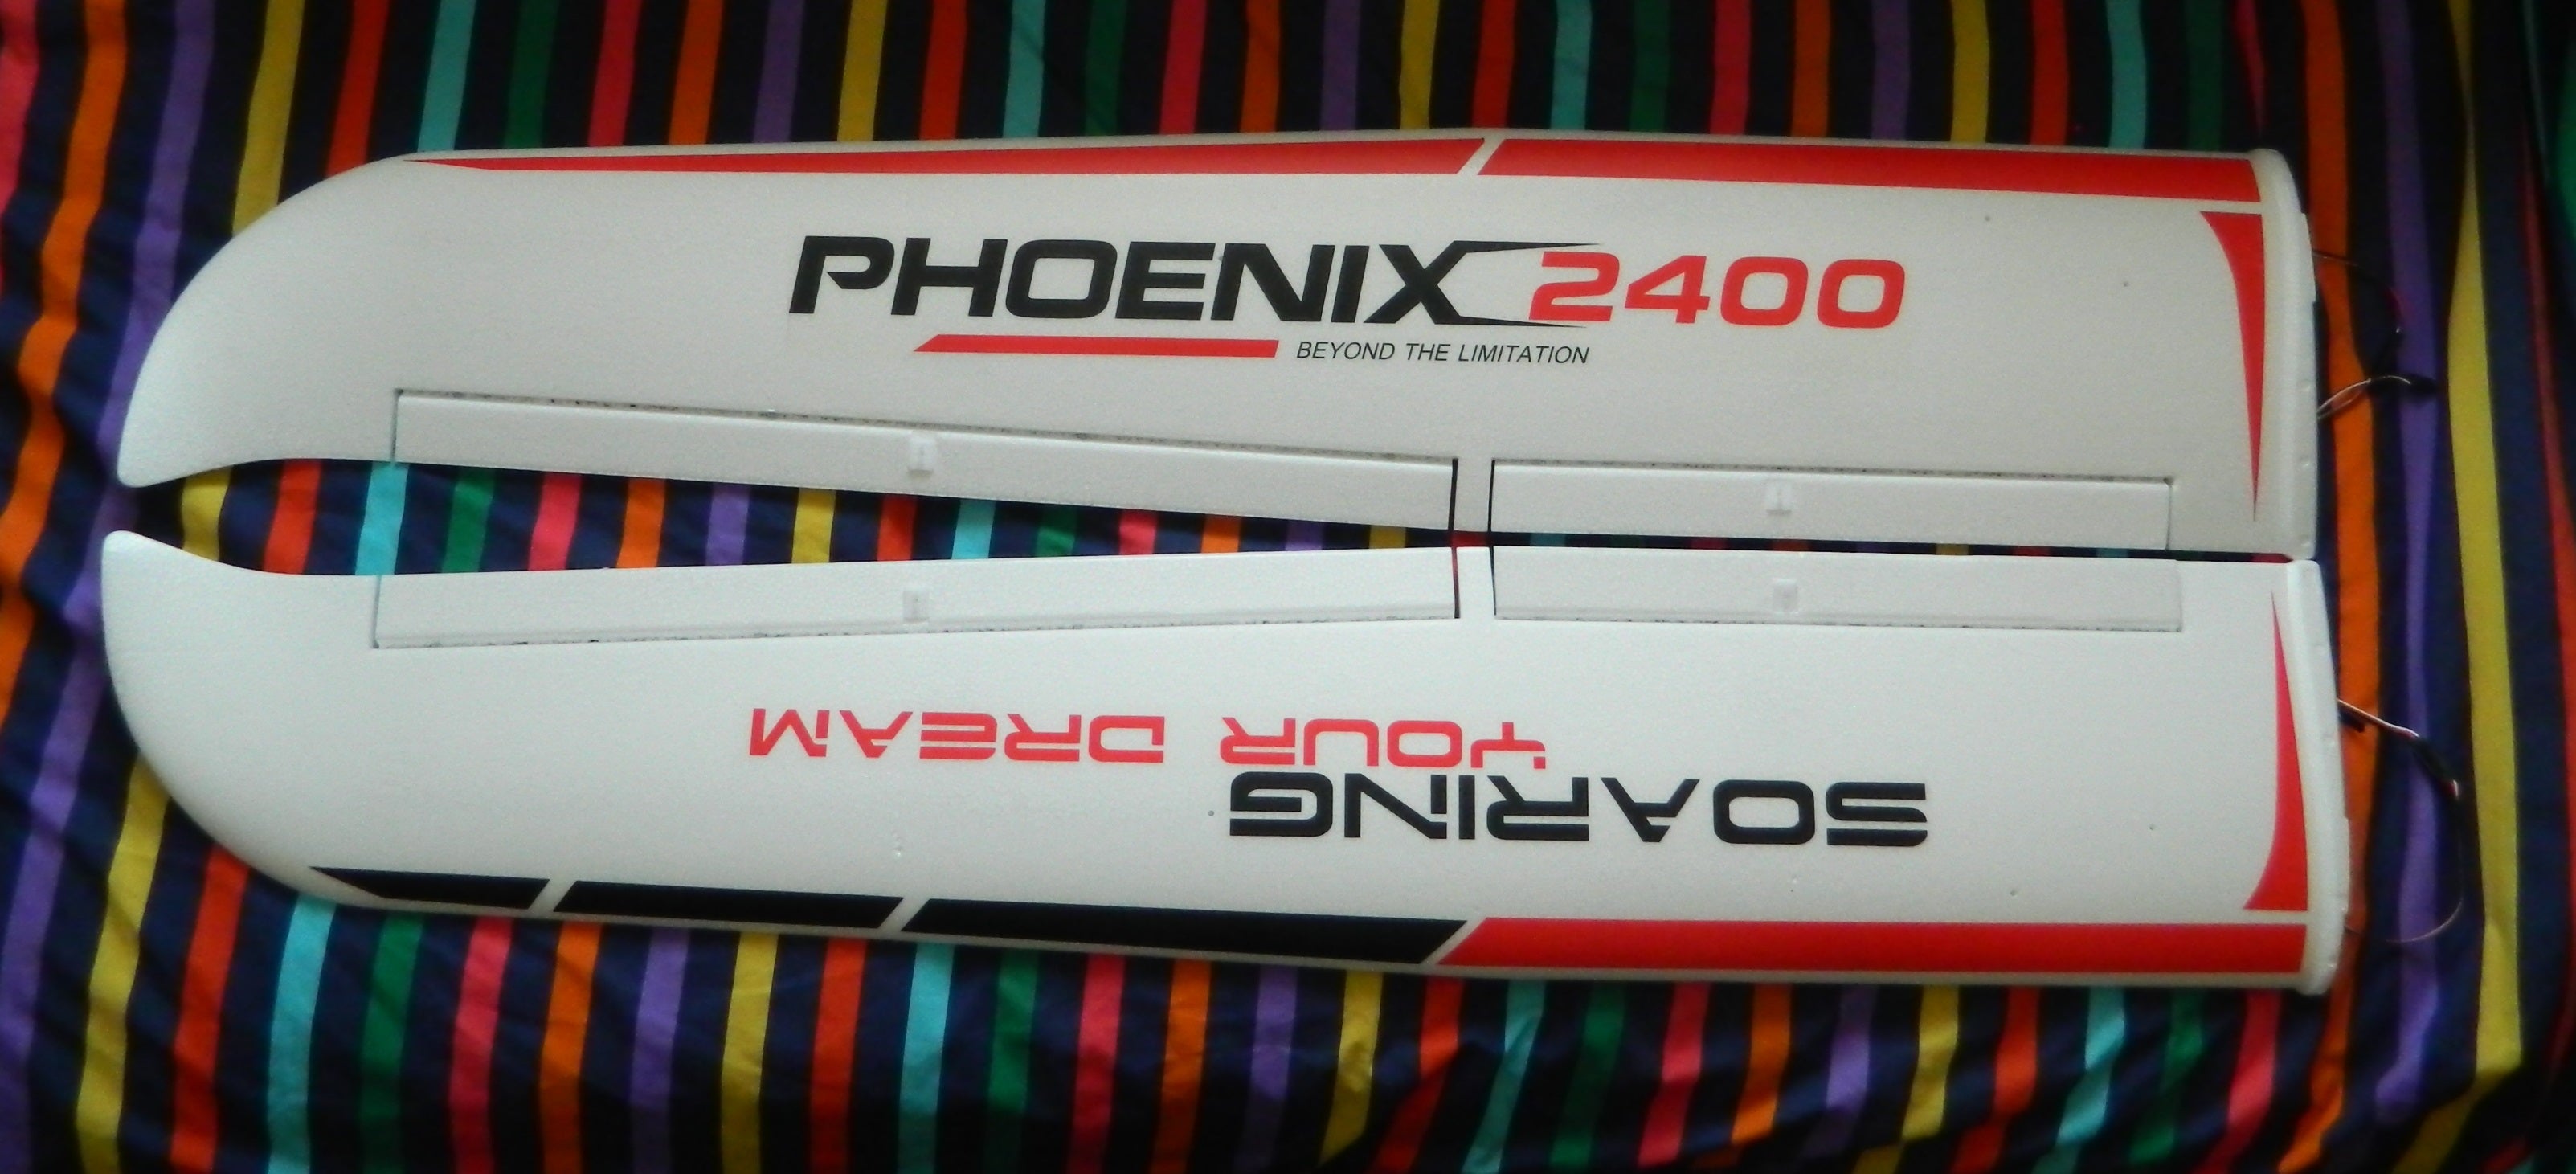 PHOENIX 2400
BEYOND THE LIMITATION
SOARING
YOUR DREAM